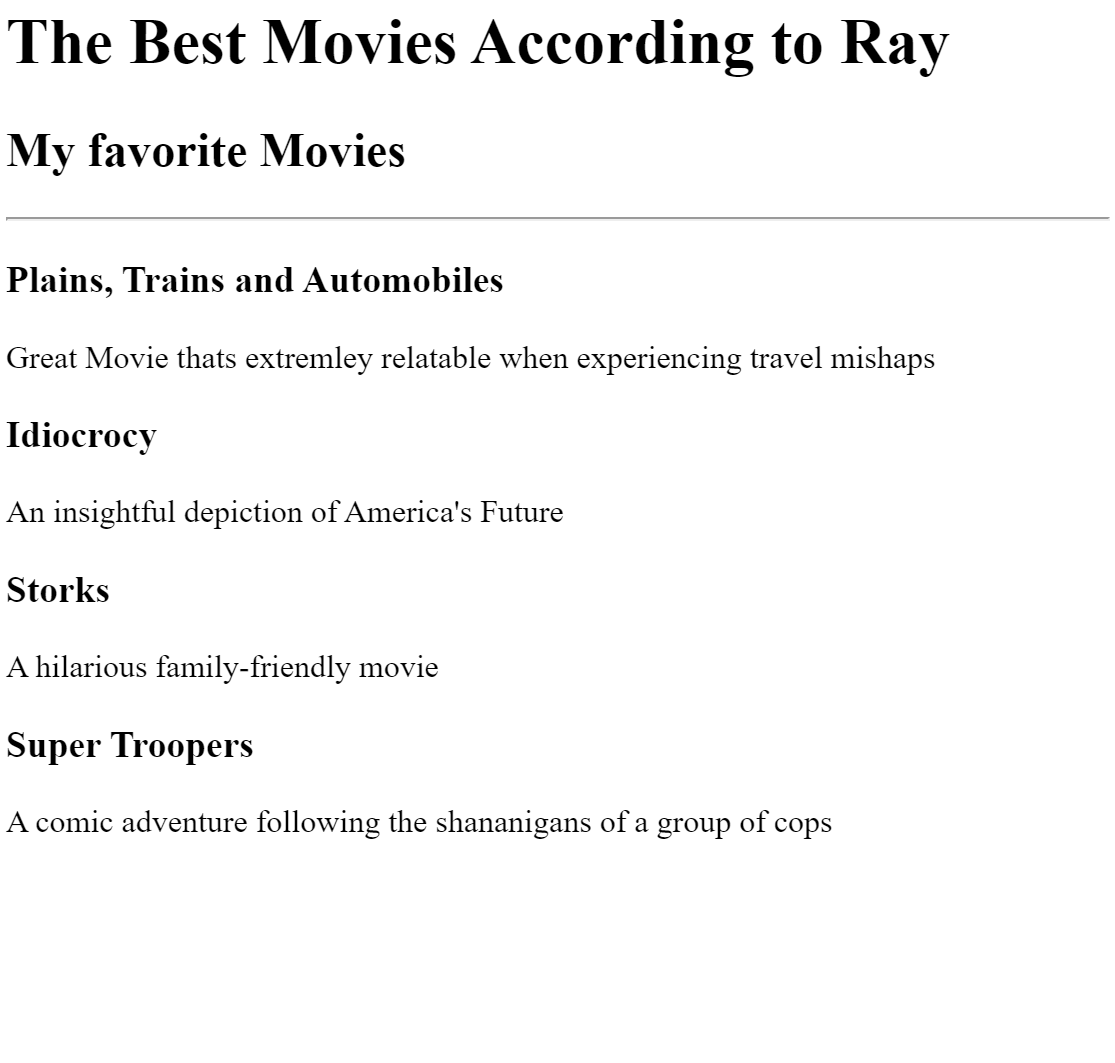 The Best Movies According to Ray
My favorite Movies
Plains, Trains and Automobiles
Great Movie thats extremley relatable when experiencing travel mishaps
Idiocrocy
An insightful depiction of America's Future
Storks
A hilarious family-friendly movie
Super Troopers
A comic adventure following the shananigans of a group of cops